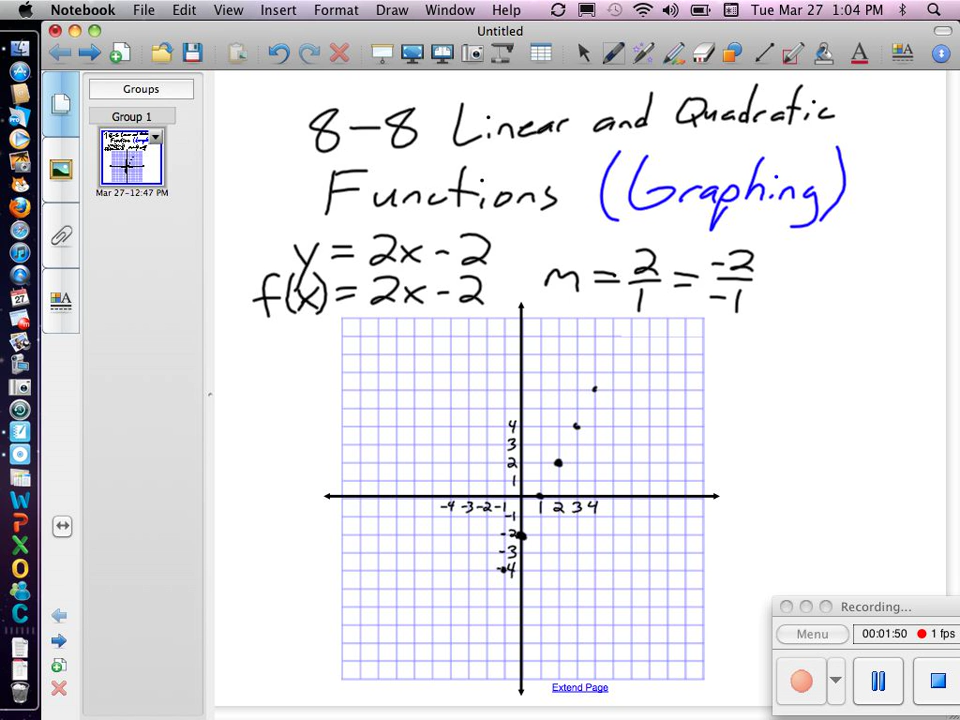 Notebook File Edit View Insert Format Draw Window Help Tue Mar 27 1:04 PM
Untitled
Groups
Group 1
Mar 27-12:47 PM
8-8 Linear and Quadratic
Functions (Graphing)
y = 2x - 2
f(x) = 2x - 2
m = 2/1 = -2/-1
4
3
2
1
-4 -3 -2 -1 1 2 3 4
-1
-2
-3
-4
Extend Page
Recording...
Menu 00:01:50 1 fps